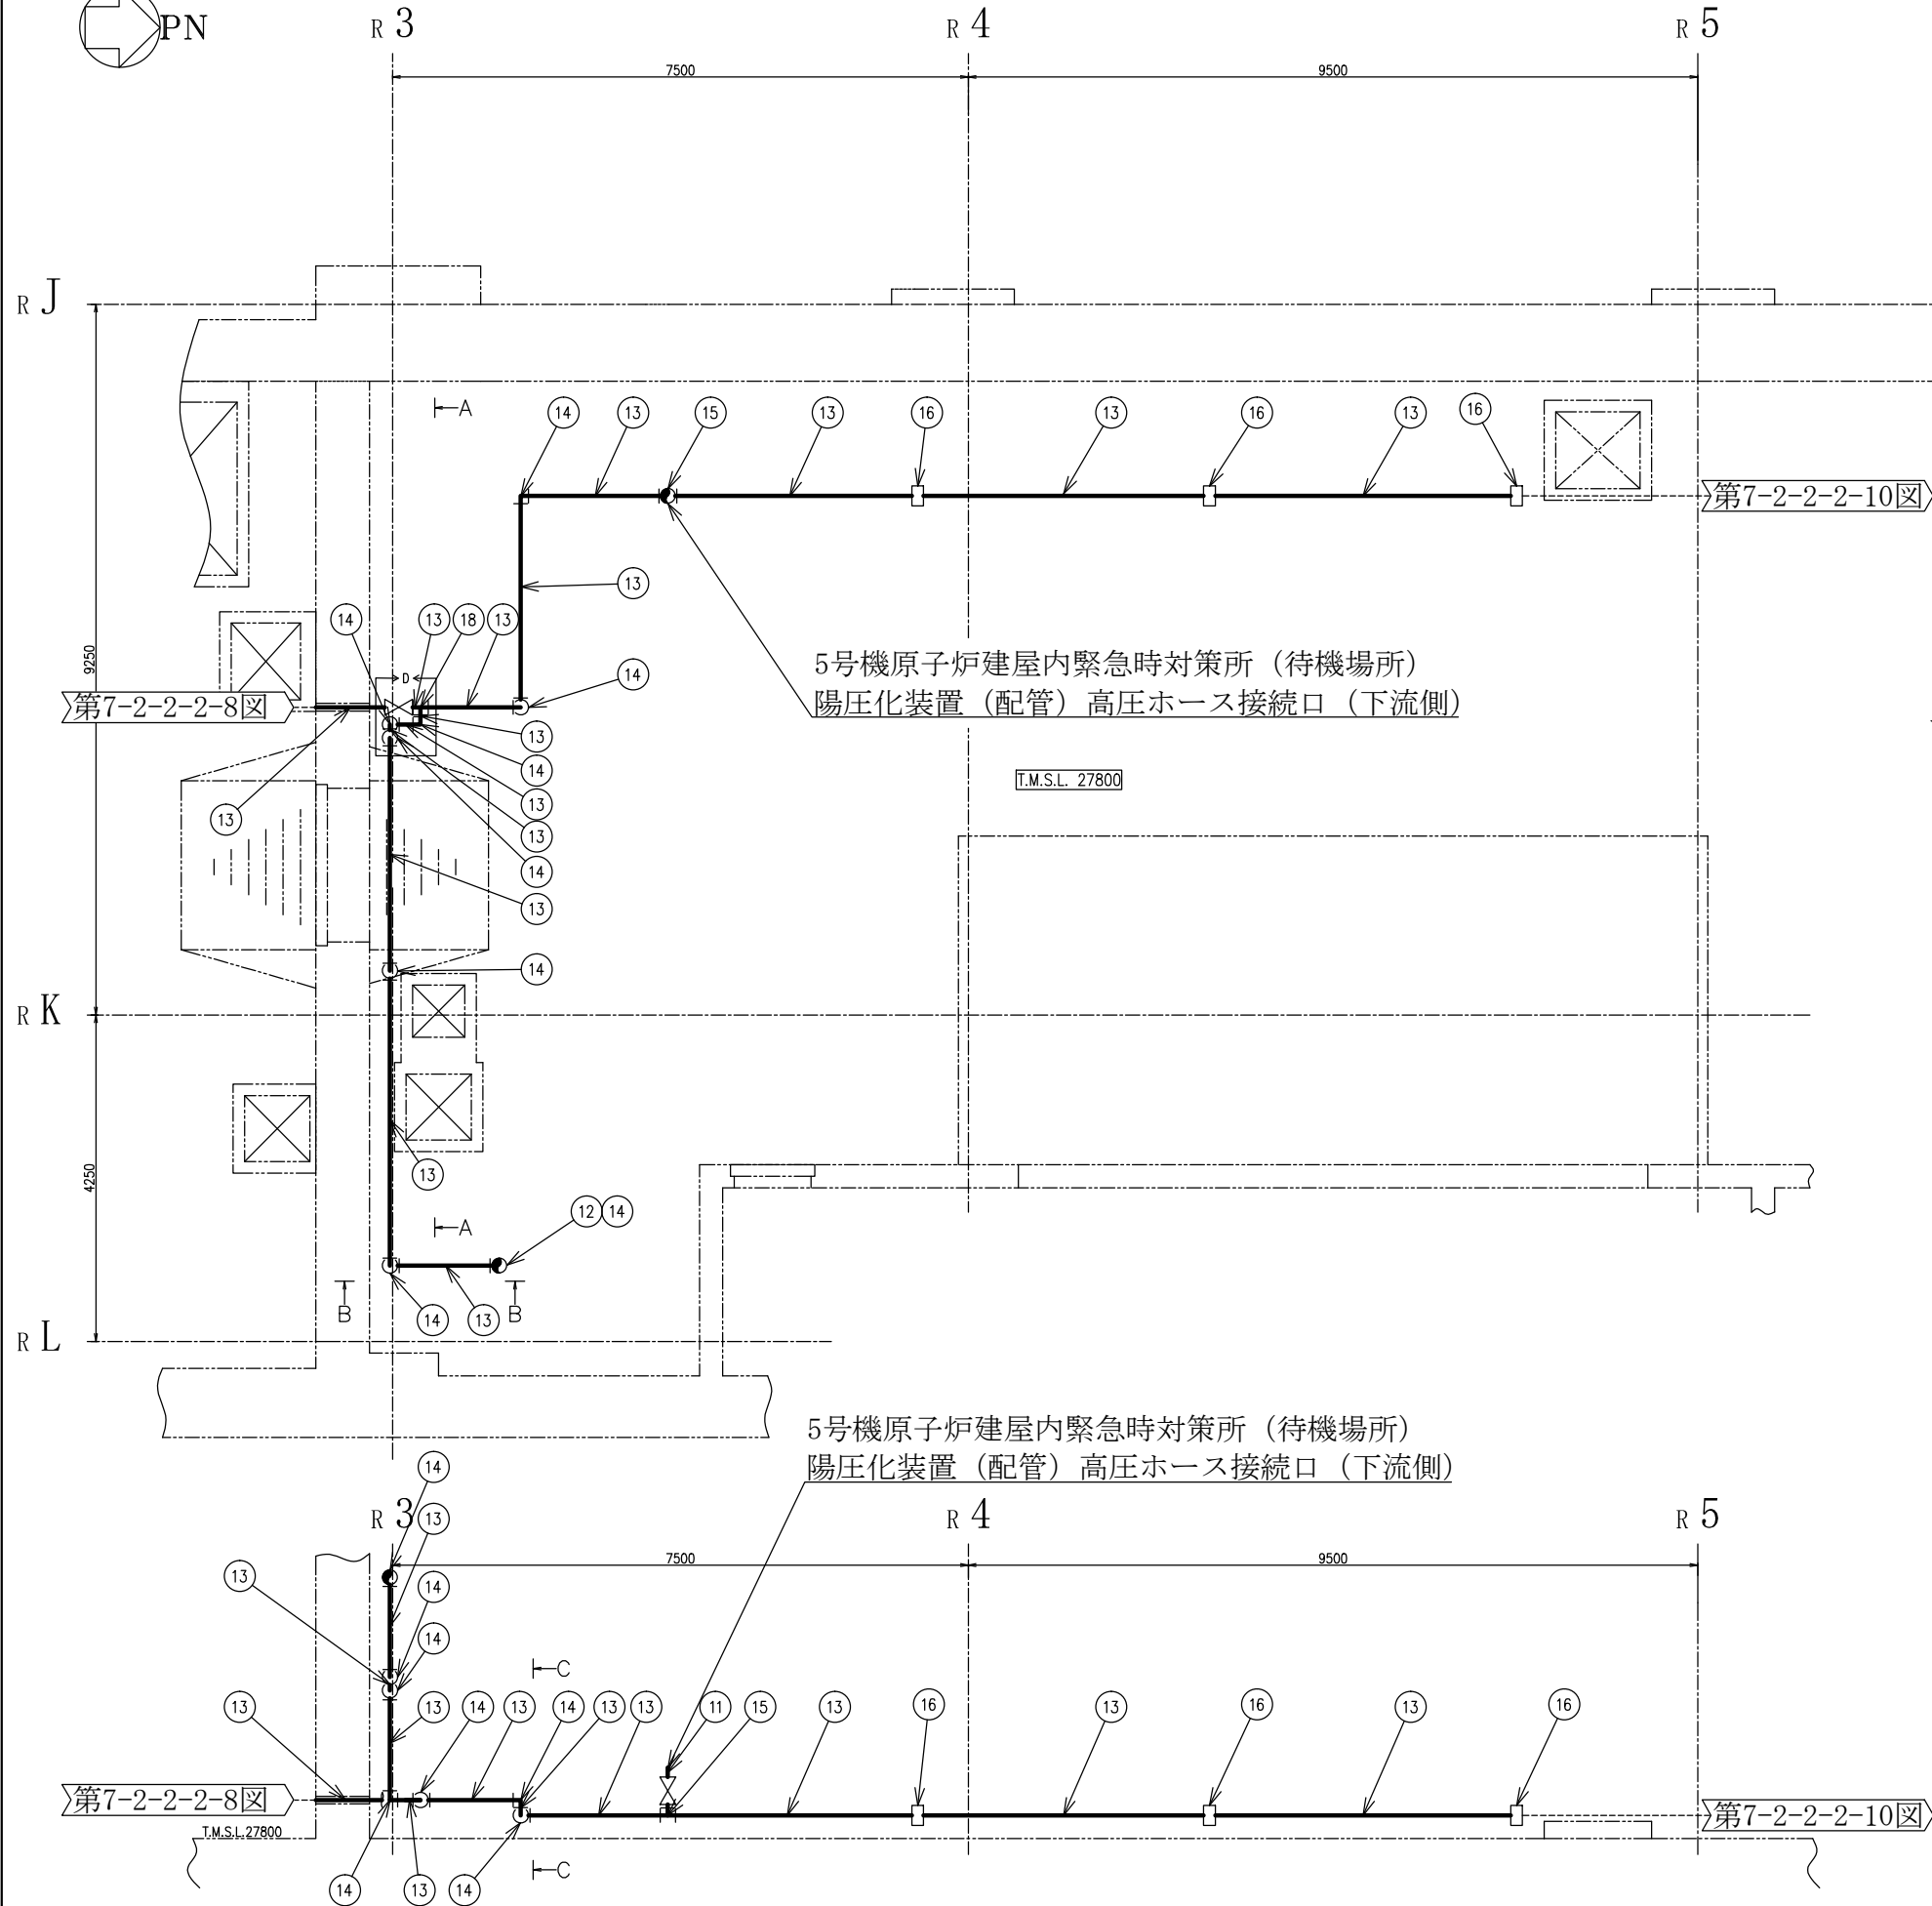 PN
R 3
R 4
R 5
7500
9500
R J
A
14
13
15
13
16
13
16
13
16
第7-2-2-2-10図
13
14
13
18
13
5号機原子炉建屋内緊急時対策所（待機場所）
陽圧化装置（配管）高圧ホース接続口（下流側）
9250
D
14
第7-2-2-2-8図
13
14
T.M.S.L. 27800
13
13
13
14
13
14
R K
13
4250
12
14
A
B
B
14
13
R L
5号機原子炉建屋内緊急時対策所（待機場所）
陽圧化装置（配管）高圧ホース接続口（下流側）
14
R 3
13
R 4
R 5
7500
9500
13
14
14
C
13
13
14
13
14
13
13
11
15
13
16
13
16
13
16
第7-2-2-2-8図
第7-2-2-2-10図
T.M.S.L.27800
C
14
13
14